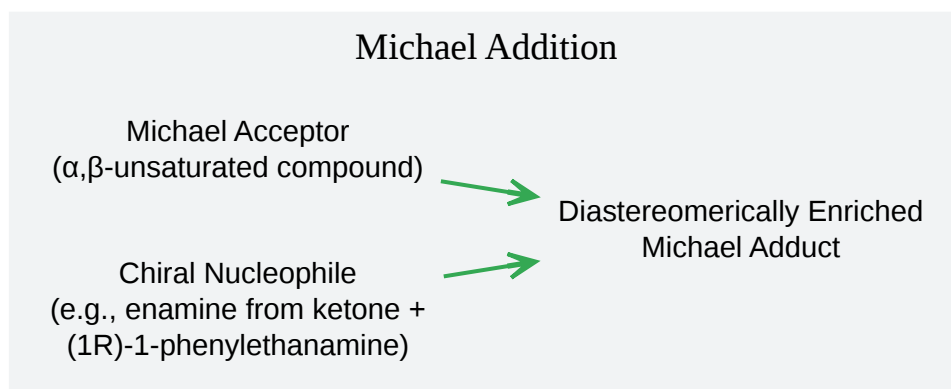 Michael Addition
Michael Acceptor
(α,β-unsaturated compound)
Diastereomerically Enriched
Michael Adduct
Chiral Nucleophile
(e.g., enamine from ketone +
(1R)-1-phenylethanamine)